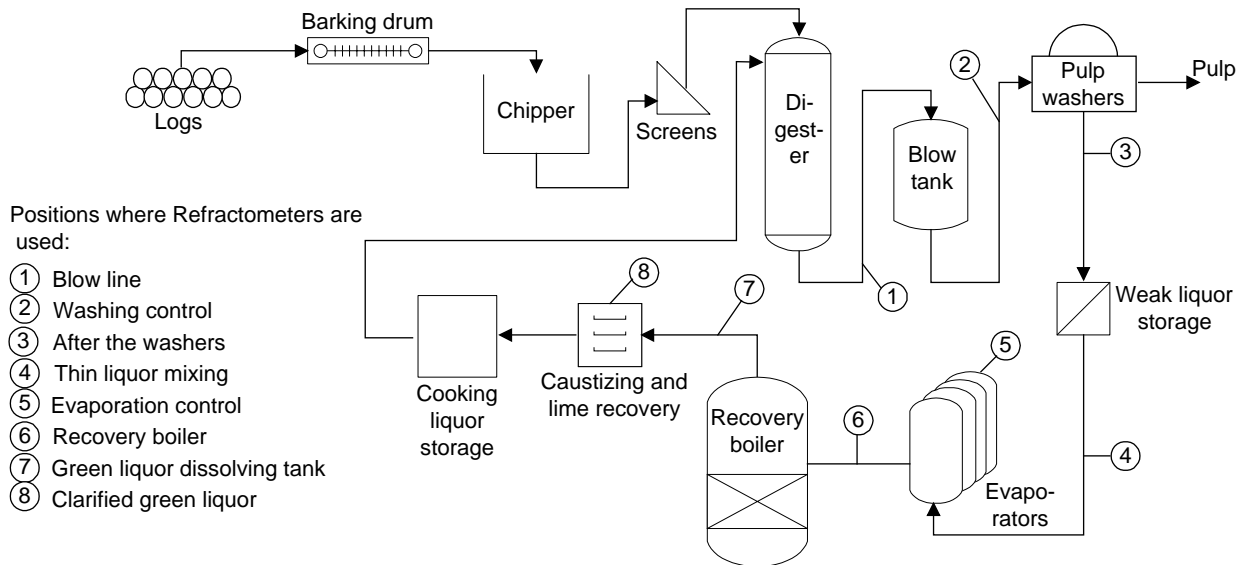 Barking drum
Logs
Chipper
Screens
Di-
gest-
er
Blow
tank
2
Pulp
washers
Pulp
3
Positions where Refractometers are
used:
1 Blow line
2 Washing control
3 After the washers
4 Thin liquor mixing
5 Evaporation control
6 Recovery boiler
7 Green liquor dissolving tank
8 Clarified green liquor
8
7
1
Weak liquor
storage
Cooking
liquor
storage
Caustizing and
lime recovery
Recovery
boiler
6
5
4
Evapo-
rators